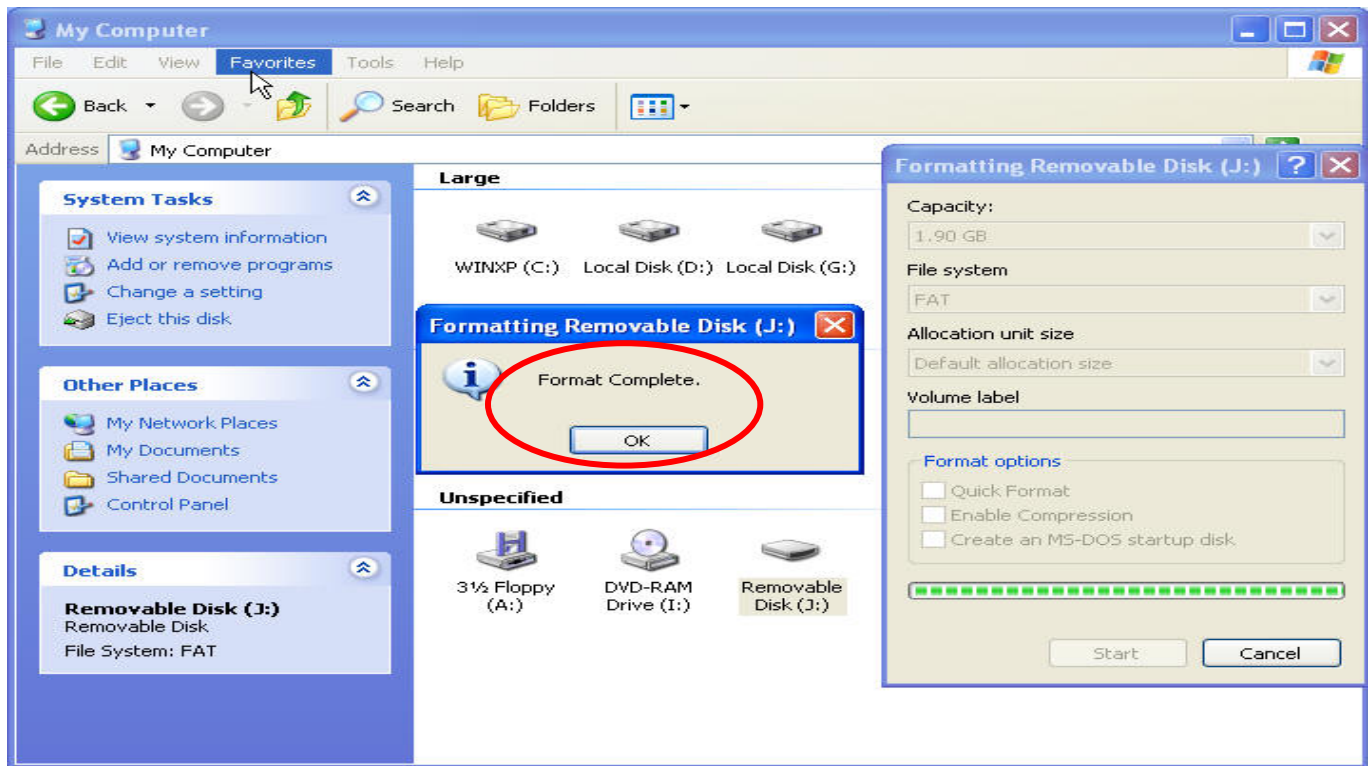 My Computer
File Edit View Favorites Tools Help
Back Search Folders
Address My Computer
System Tasks
View system information
Add or remove programs
Change a setting
Eject this disk
Other Places
My Network Places
My Documents
Shared Documents
Control Panel
Details
Removable Disk (J:)
Removable Disk
File System: FAT
Large
WINXP (C:) Local Disk (D:) Local Disk (G:)
Formatting Removable Disk (J:)
Format Complete.
OK
Unspecified
3½ Floppy
(A:)
DVD-RAM
Drive (I:)
Removable
Disk (J:)
Formatting Removable Disk (J:)
Capacity:
1.90 GB
File system
FAT
Allocation unit size
Default allocation size
Volume label
Format options
Quick Format
Enable Compression
Create an MS-DOS startup disk
Start Cancel